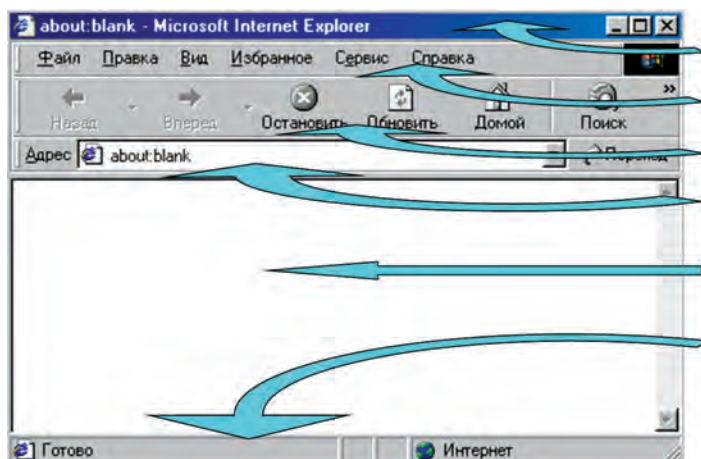 about:blank - Microsoft Internet Explorer
Файл Правка Вид Избранное Сервис Справка
Назад Вперед Остановить Обновить Домой Поиск »
Адрес about:blank Переход
Готово Интернет